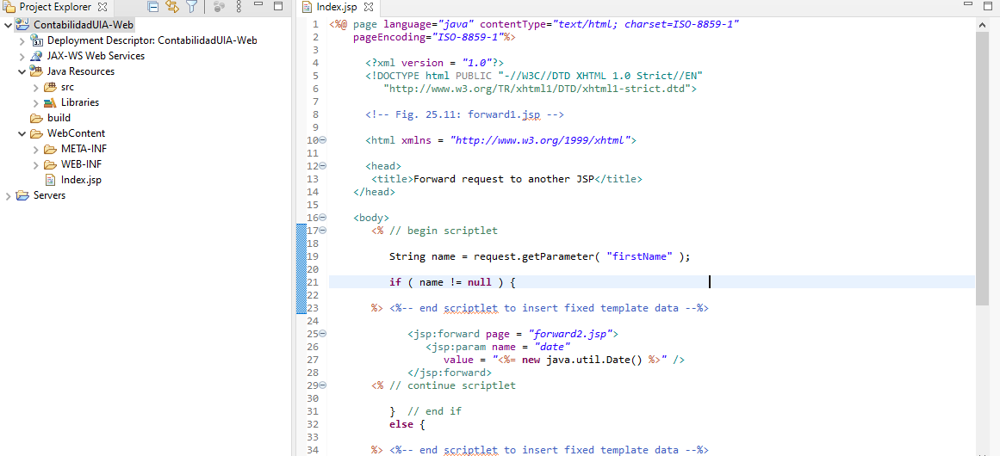 Project Explorer
ContabilidadUIA-Web
Deployment Descriptor: ContabilidadUIA-Web
JAX-WS Web Services
Java Resources
src
Libraries
build
WebContent
META-INF
WEB-INF
Index.jsp
Servers
Index.jsp
1 <%@ page language="java" contentType="text/html; charset=ISO-8859-1"
2 pageEncoding="ISO-8859-1"%>
3
4 <?xml version = "1.0"?>
5 <!DOCTYPE html PUBLIC "-//W3C//DTD XHTML 1.0 Strict//EN"
6 "http://www.w3.org/TR/xhtml1/DTD/xhtml1-strict.dtd">
7
8 <!-- Fig. 25.11: forward1.jsp -->
9
10 <html xmlns = "http://www.w3.org/1999/xhtml">
11
12 <head>
13 <title>Forward request to another JSP</title>
14 </head>
15
16 <body>
17 <% // begin scriptlet
18
19 String name = request.getParameter( "firstName" );
20
21 if ( name != null ) {
22
23 %> <%-- end scriptlet to insert fixed template data --%>
24
25 <jsp:forward page = "forward2.jsp">
26 <jsp:param name = "date"
27 value = "<%= new java.util.Date() %>" />
28 </jsp:forward>
29 <% // continue scriptlet
30
31 } // end if
32 else {
33
34 %> <%-- end scriptlet to insert fixed template data --%>